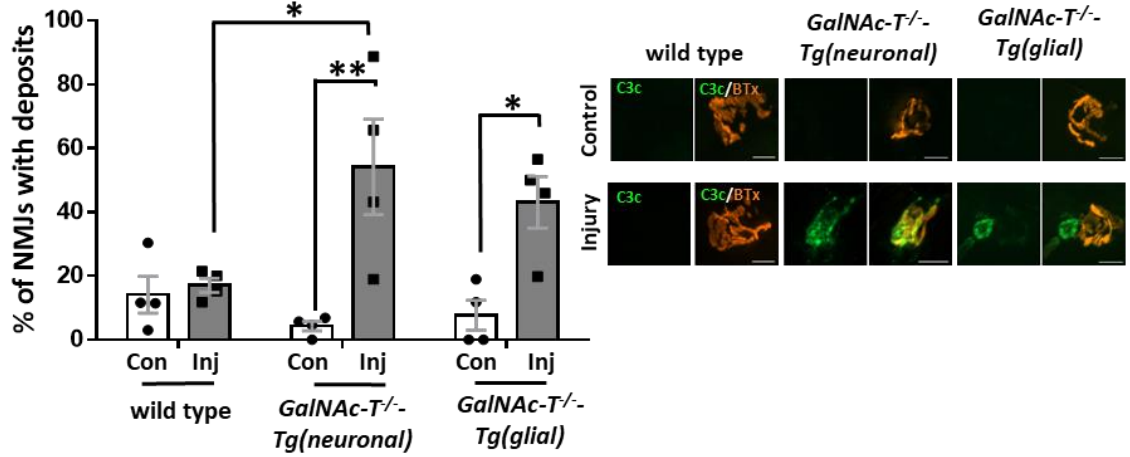 100
80
60
40
20
0
% of NMJs with deposits
*
**
*
Con Inj Con Inj Con Inj
wild type
GalNAc-T-/--
Tg(neuronal)
GalNAc-T-/--
Tg(glial)
wild type
GalNAc-T-/--
Tg(neuronal)
GalNAc-T-/--
Tg(glial)
Control
C3c
C3c/BTx
Injury
C3c
C3c/BTx